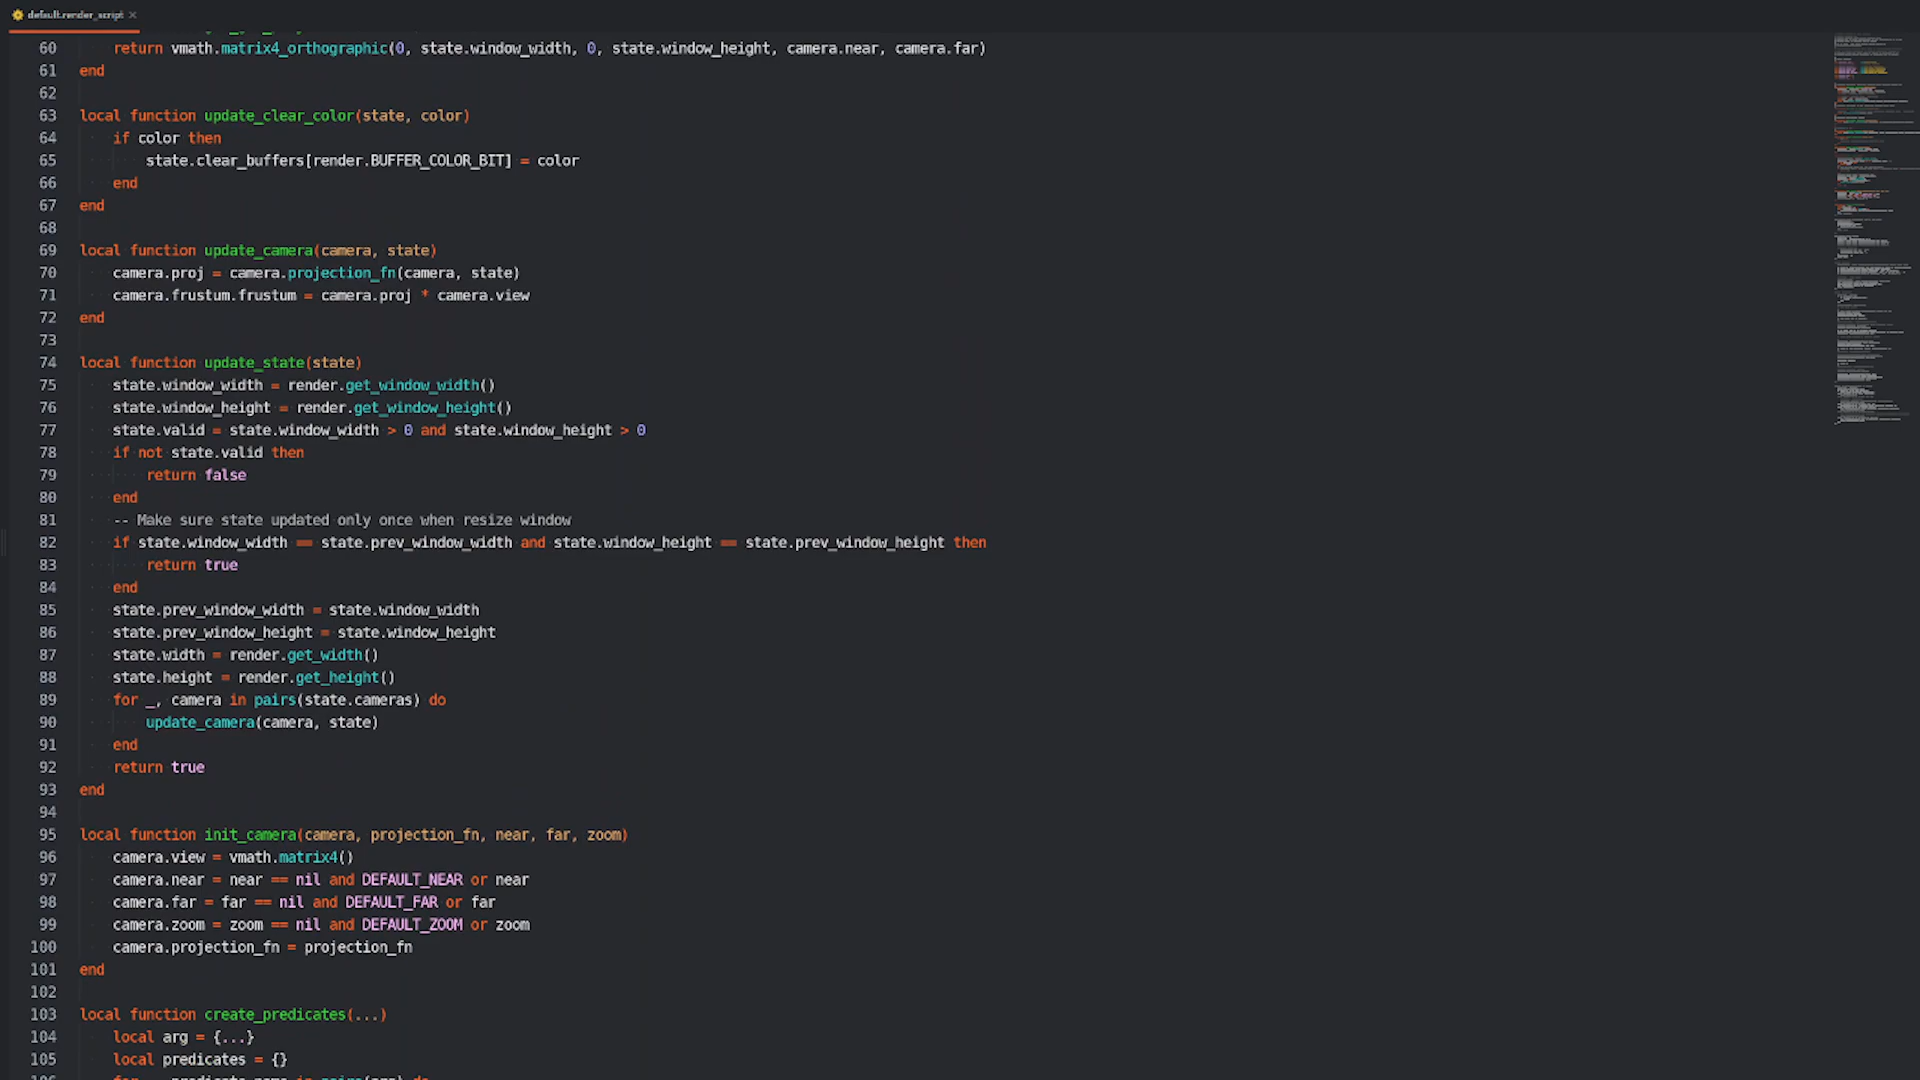 default.render_script ×
60 return vmath.matrix4_orthographic(0, state.window_width, 0, state.window_height, camera.near, camera.far)
61 end
62
63 local function update_clear_color(state, color)
64 if color then
65 state.clear_buffers[render.BUFFER_COLOR_BIT] = color
66 end
67 end
68
69 local function update_camera(camera, state)
70 camera.proj = camera.projection_fn(camera, state)
71 camera.frustum.frustum = camera.proj * camera.view
72 end
73
74 local function update_state(state)
75 state.window_width = render.get_window_width()
76 state.window_height = render.get_window_height()
77 state.valid = state.window_width > 0 and state.window_height > 0
78 if not state.valid then
79 return false
80 end
81 -- Make sure state updated only once when resize window
82 if state.window_width == state.prev_window_width and state.window_height == state.prev_window_height then
83 return true
84 end
85 state.prev_window_width = state.window_width
86 state.prev_window_height = state.window_height
87 state.width = render.get_width()
88 state.height = render.get_height()
89 for _, camera in pairs(state.cameras) do
90 update_camera(camera, state)
91 end
92 return true
93 end
94
95 local function init_camera(camera, projection_fn, near, far, zoom)
96 camera.view = vmath.matrix4()
97 camera.near = near == nil and DEFAULT_NEAR or near
98 camera.far = far == nil and DEFAULT_FAR or far
99 camera.zoom = zoom == nil and DEFAULT_ZOOM or zoom
100 camera.projection_fn = projection_fn
101 end
102
103 local function create_predicates(...)
104 local arg = {...}
105 local predicates = {}